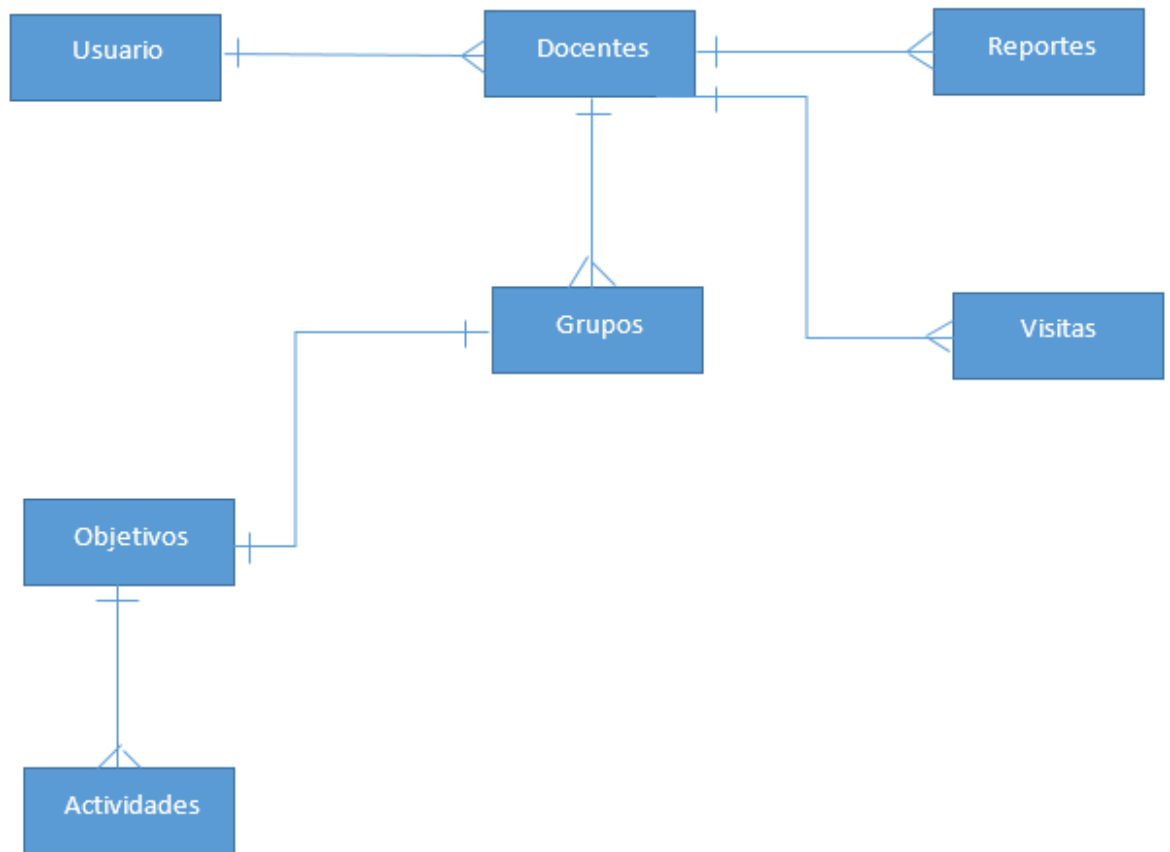 Usuario
Docentes
Reportes
Grupos
Visitas
Objetivos
Actividades